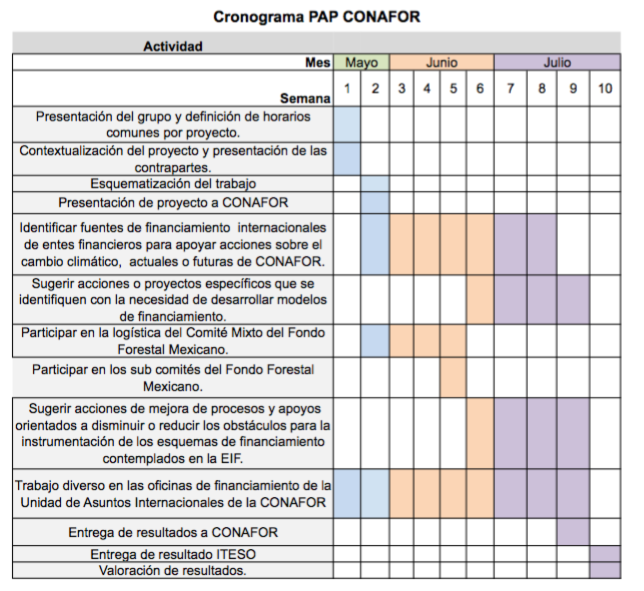 Cronograma PAP CONAFOR
Actividad
Mes Mayo Junio Julio
Semana 1 2 3 4 5 6 7 8 9 10
Presentación del grupo y definición de horarios
comunes por proyecto.
Contextualización del proyecto y presentación de las
contrapartes.
Esquematización del trabajo
Presentación de proyecto a CONAFOR
Identificar fuentes de financiamiento internacionales
de entes financieros para apoyar acciones sobre el
cambio climático, actuales o futuras de CONAFOR.
Sugerir acciones o proyectos específicos que se
identifiquen con la necesidad de desarrollar modelos
de financiamiento.
Participar en la logística del Comité Mixto del Fondo
Forestal Mexicano.
Participar en los sub comités del Fondo Forestal
Mexicano.
Sugerir acciones de mejora de procesos y apoyos
orientados a disminuir o reducir los obstáculos para la
instrumentación de los esquemas de financiamiento
contemplados en la EIF.
Trabajo diverso en las oficinas de financiamiento de la
Unidad de Asuntos Internacionales de la CONAFOR
Entrega de resultados a CONAFOR
Entrega de resultado ITESO
Valoración de resultados.